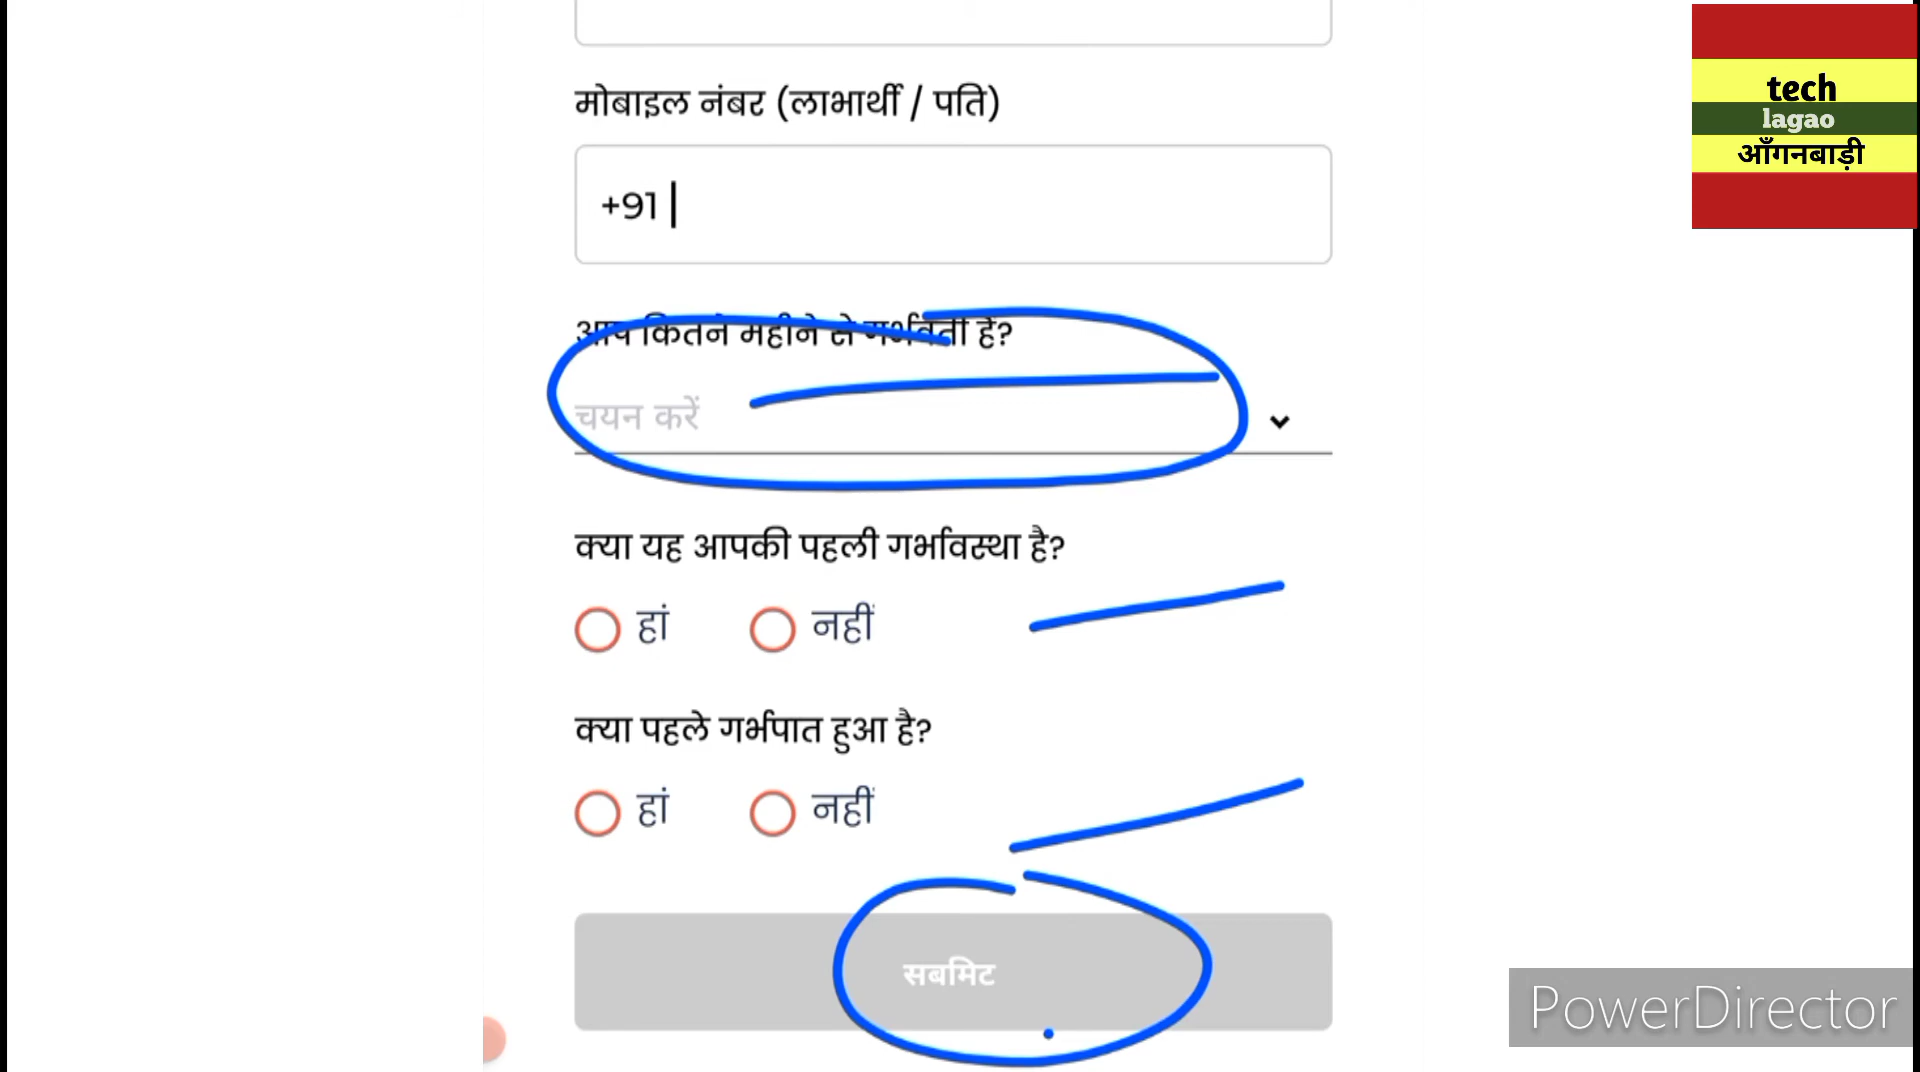 मोबाइल नंबर (लाभार्थी / पति)
+91
आप कितने महीने से गर्भवती हैं?
चयन करें
क्या यह आपकी पहली गर्भावस्था है?
हां नहीं
क्या पहले गर्भपात हुआ है?
हां नहीं
सबमिट
tech
lagao
आँगनबाड़ी
PowerDirector